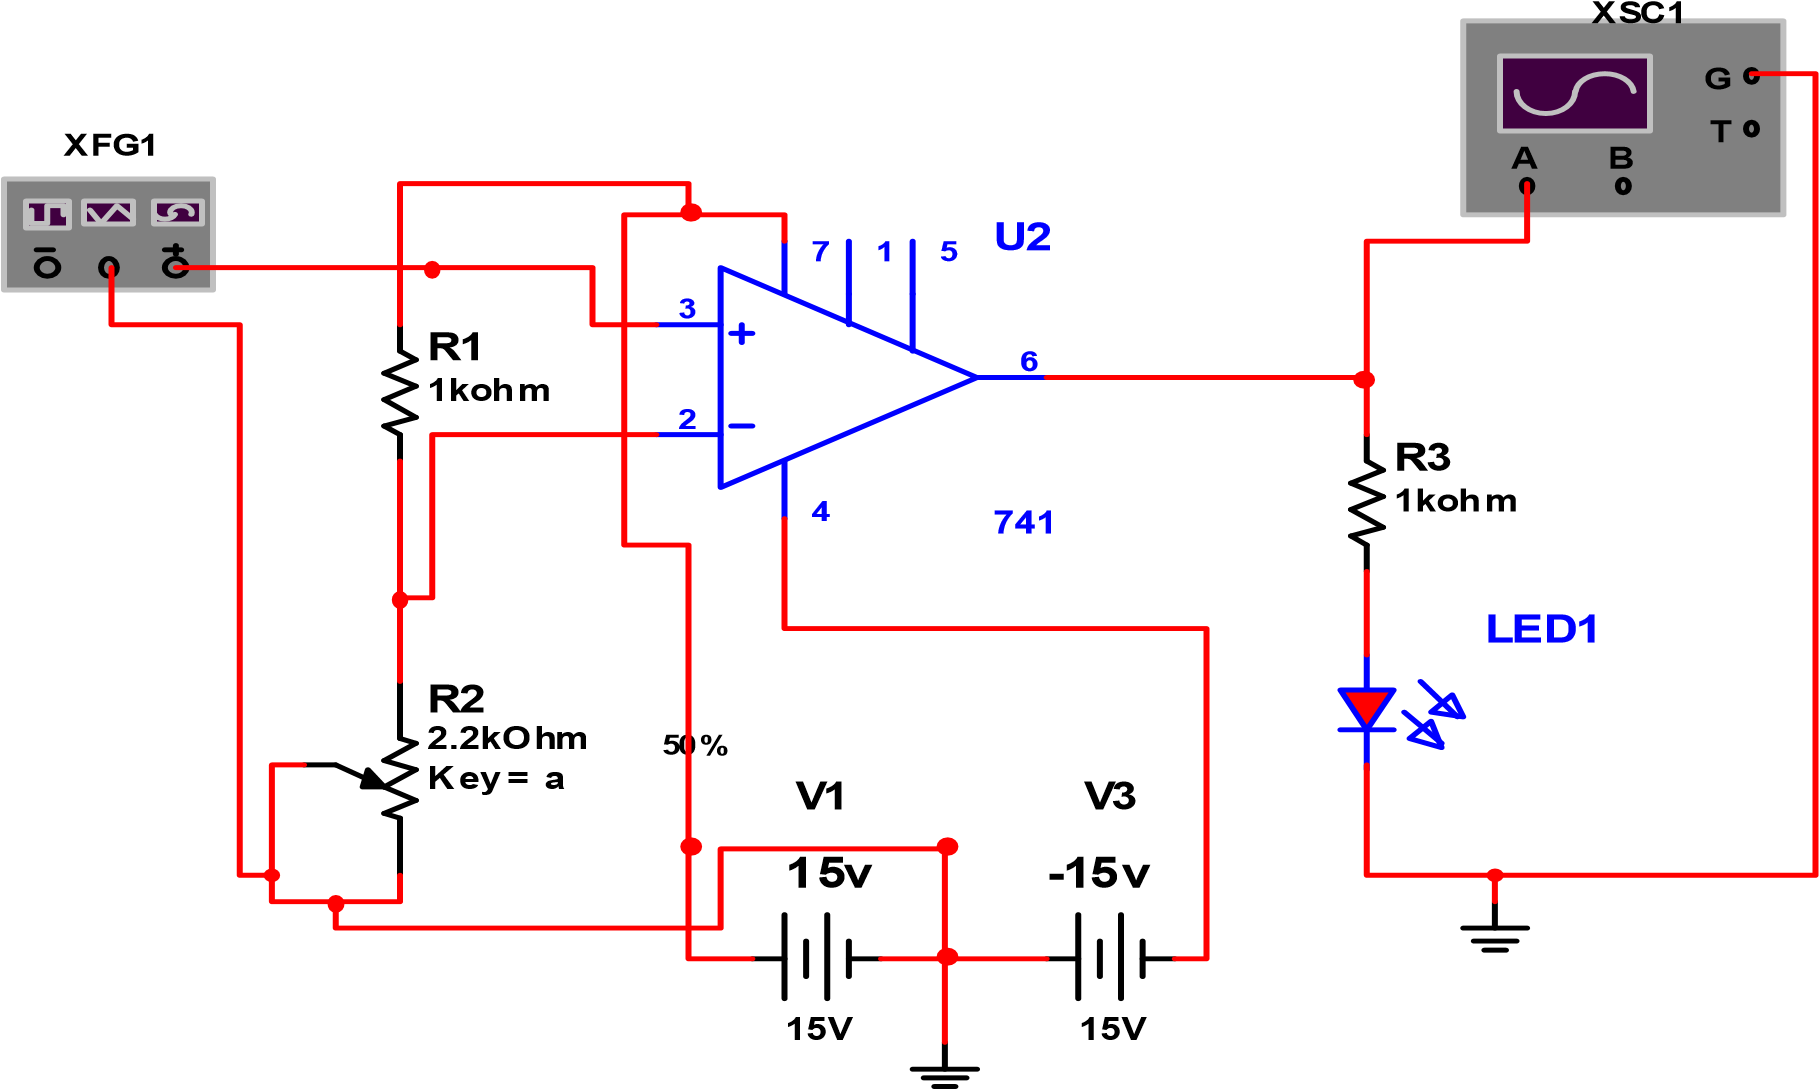 XSC1
G
T
A B
XFG1
− +
U2
7 1 5
3
+
6
2
−
4
741
R1
1kohm
R3
1kohm
LED1
R2
2.2kOhm
Key= a
50%
V1
15v
15V
V3
-15v
15V